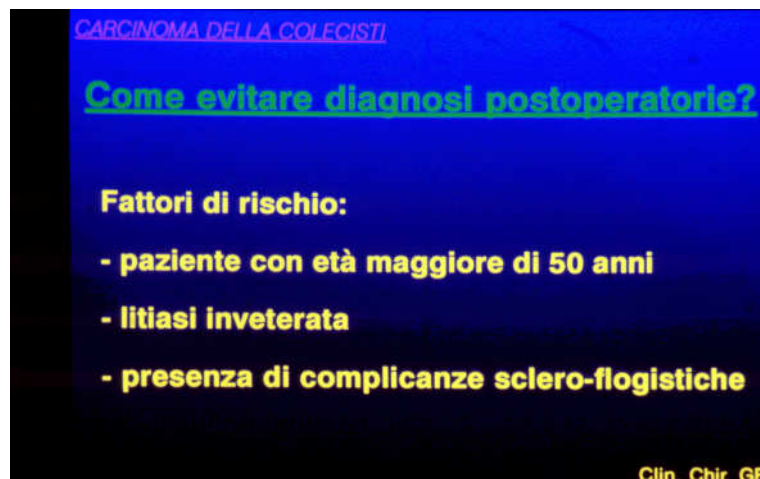 CARCINOMA DELLA COLECISTI
Come evitare diagnosi postoperatorie?
Fattori di rischio:
- paziente con età maggiore di 50 anni
- litiasi inveterata
- presenza di complicanze sclero-flogistiche
Clin Chir